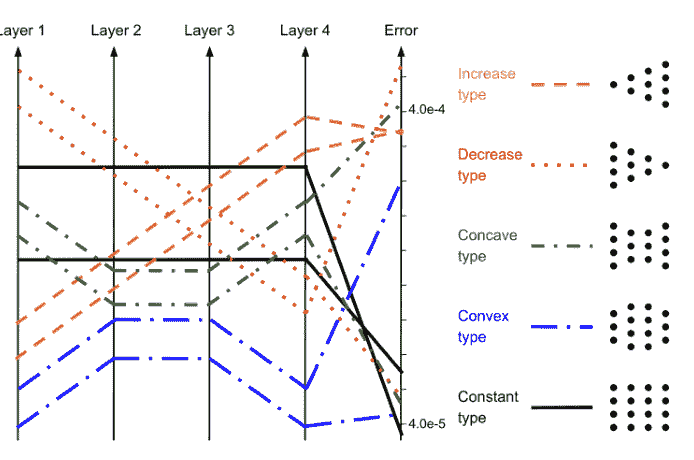 Layer 1 Layer 2 Layer 3 Layer 4 Error
Increase
type
4.0e-4
Decrease
type
Concave
type
Convex
type
Constant
type
4.0e-5